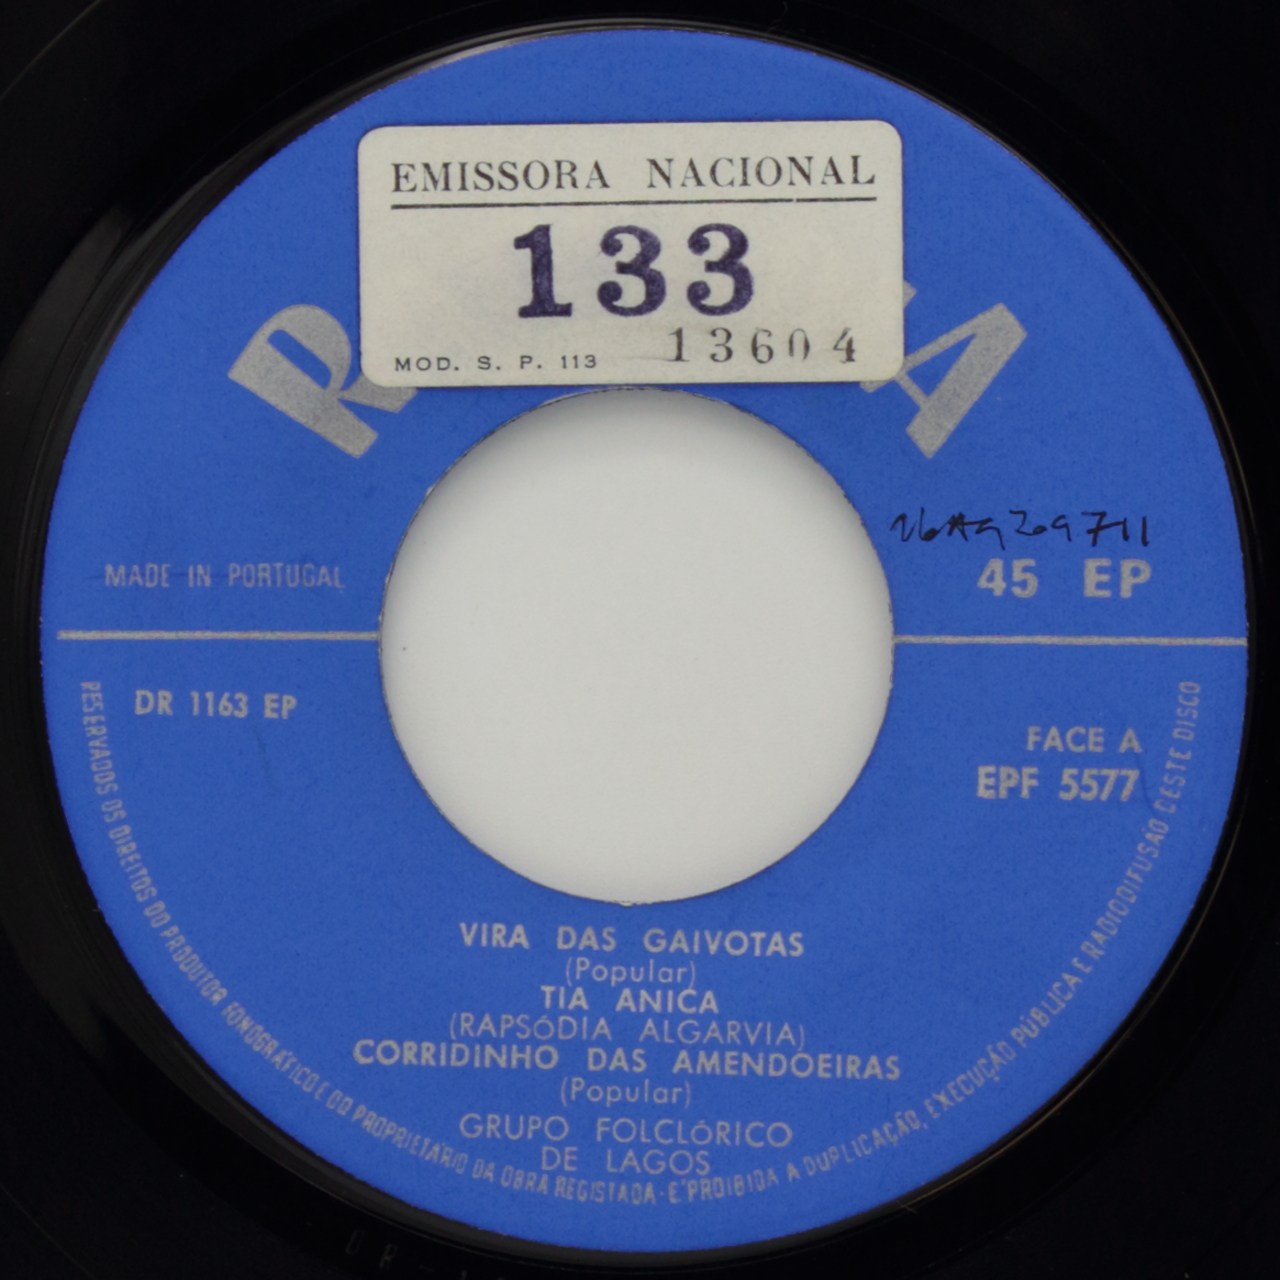 EMISSORA NACIONAL
133
13604
MOD. S. P. 113
MADE IN PORTUGAL
45 EP
DR 1163 EP
FACE A
EPF 5577
VIRA DAS GAIVOTAS
(Popular)
TIA ANICA
(RAPSÓDIA ALGARVIA)
CORRIDINHO DAS AMENDOEIRAS
(Popular)
GRUPO FOLCLÓRICO
DE LAGOS
RESERVADOS OS DIREITOS DO PRODUTOR FONOGRÁFICO E DO PROPRIETÁRIO DA OBRA REGISTADA - É PROIBIDA A DUPLICAÇÃO, EXECUÇÃO PÚBLICA E RADIODIFUSÃO DESTE DISCO